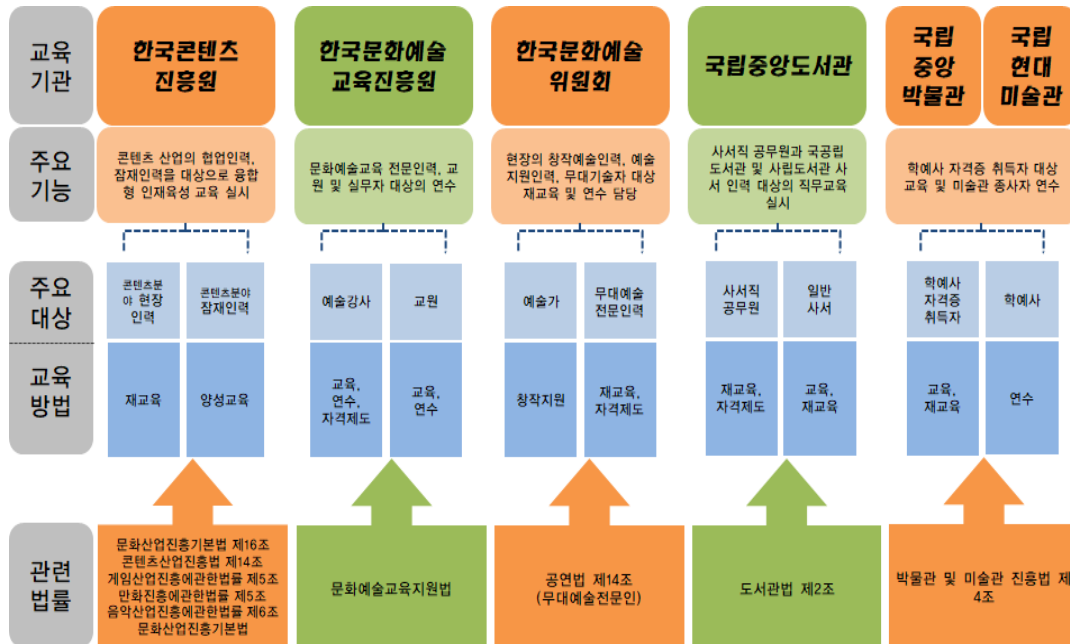 교육
기관
한국콘텐츠
진흥원
한국문화예술
교육진흥원
한국문화예술
위원회
국립중앙도서관
국립
중앙
박물관
국립
현대
미술관
주요
기능
콘텐츠 산업의 협업인력,
잠재인력을 대상으로 융합
형 인재육성 교육 실시
문화예술교육 전문인력, 교
원 및 실무자 대상의 연수
현장의 창작예술인력, 예술
지원인력, 무대기술자 대상
재교육 및 연수 담당
사서직 공무원과 국공립
도서관 및 사립도서관 사
서 인력 대상의 직무교육
실시
학예사 자격증 취득자 대상
교육 및 미술관 종사자 연수
주요
대상
콘텐츠분
야 현장
인력
콘텐츠분야
잠재인력
예술강사
교원
예술가
무대예술
전문인력
사서직
공무원
일반
사서
학예사
자격증
취득자
학예사
교육
방법
재교육
양성교육
교육,
연수,
자격제도
교육,
연수
창작지원
재교육,
자격제도
재교육,
자격제도
교육,
재교육
교육,
재교육
연수
관련
법률
문화산업진흥기본법 제16조
콘텐츠산업진흥법 제14조
게임산업진흥에관한법률 제5조
만화진흥에관한법률 제5조
음악산업진흥에관한법률 제6조
문화산업진흥기본법
문화예술교육지원법
공연법 제14조
(무대예술전문인)
도서관법 제2조
박물관 및 미술관 진흥법 제
4조